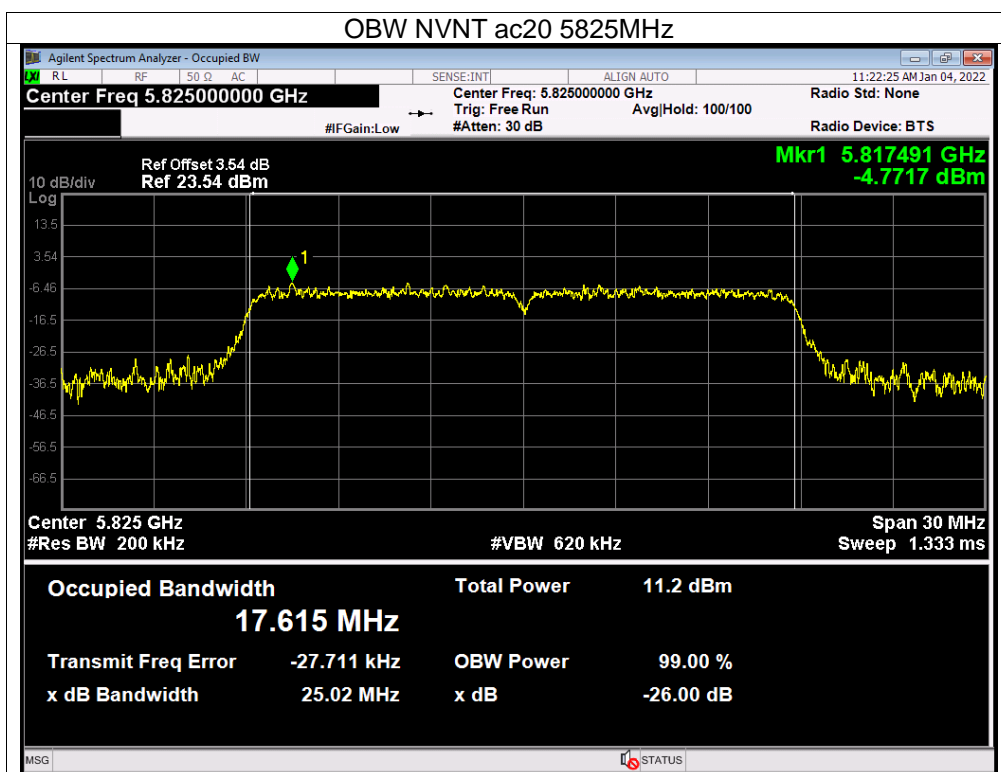 OBW NVNT ac20 5825MHz
Agilent Spectrum Analyzer - Occupied BW
LXI RL RF 50 Ω AC SENSE:INT ALIGN AUTO 11:22:25 AM Jan 04, 2022
Center Freq 5.825000000 GHz Center Freq: 5.825000000 GHz Radio Std: None
Trig: Free Run Avg|Hold: 100/100
#IFGain:Low #Atten: 30 dB Radio Device: BTS
Mkr1 5.817491 GHz
Ref Offset 3.54 dB
10 dB/div Ref 23.54 dBm -4.7717 dBm
Log
13.5
3.54
1
-6.46
-16.5
-26.5
-36.5
-46.5
-56.5
-66.5
Center 5.825 GHz Span 30 MHz
#Res BW 200 kHz #VBW 620 kHz Sweep 1.333 ms
Occupied Bandwidth Total Power 11.2 dBm
17.615 MHz
Transmit Freq Error -27.711 kHz OBW Power 99.00 %
x dB Bandwidth 25.02 MHz x dB -26.00 dB
MSG STATUS